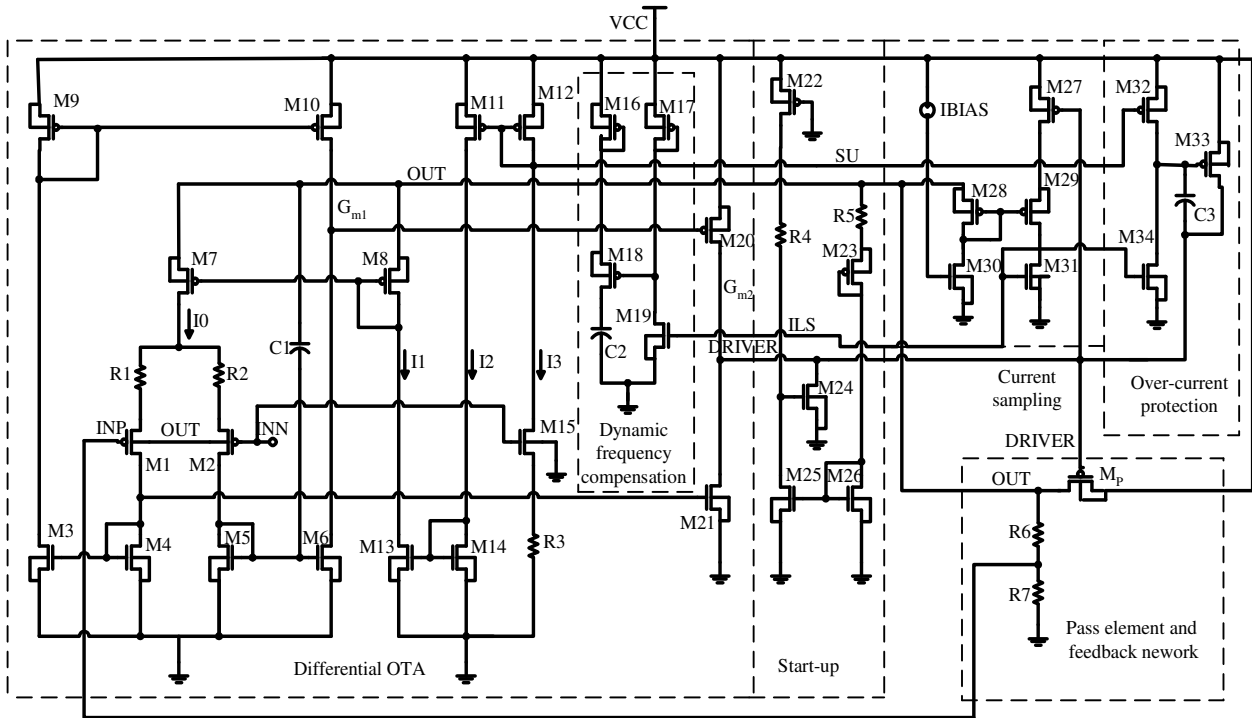 VCC
M9
M10
M11
M12
M16
M17
M22
IBIAS
M27
M32
M33
SU
OUT
G_m1
M28
M29
C3
M7
M8
M18
M20
R4
R5
M23
M30
M31
M34
I0
C1
I1
I2
I3
M19
C2
G_m2
DRIVER
ILS
R1
R2
M24
Current
sampling
Over-current
protection
INP
OUT
INN
M15
Dynamic
frequency
compensation
DRIVER
M1
M2
M25
M26
OUT
M_P
M3
M4
M5
M6
M13
M14
R3
M21
R6
R7
Differential OTA
Start-up
Pass element and
feedback nework